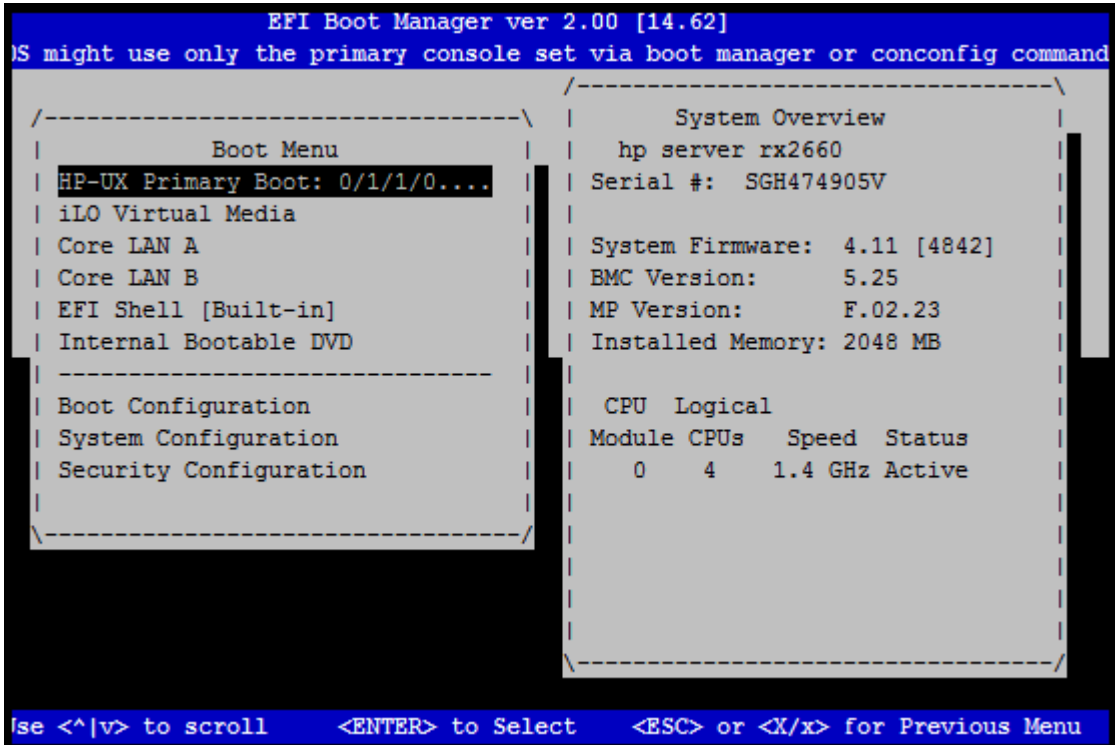 EFI Boot Manager ver 2.00 [14.62]
OS might use only the primary console set via boot manager or conconfig command
Boot Menu
HP-UX Primary Boot: 0/1/1/0....
iLO Virtual Media
Core LAN A
Core LAN B
EFI Shell [Built-in]
Internal Bootable DVD
--------------------------------
Boot Configuration
System Configuration
Security Configuration
System Overview
hp server rx2660
Serial #: SGH474905V
System Firmware: 4.11 [4842]
BMC Version: 5.25
MP Version: F.02.23
Installed Memory: 2048 MB
CPU Logical
Module CPUs Speed Status
0 4 1.4 GHz Active
Use <^|v> to scroll <ENTER> to Select <ESC> or <X/x> for Previous Menu